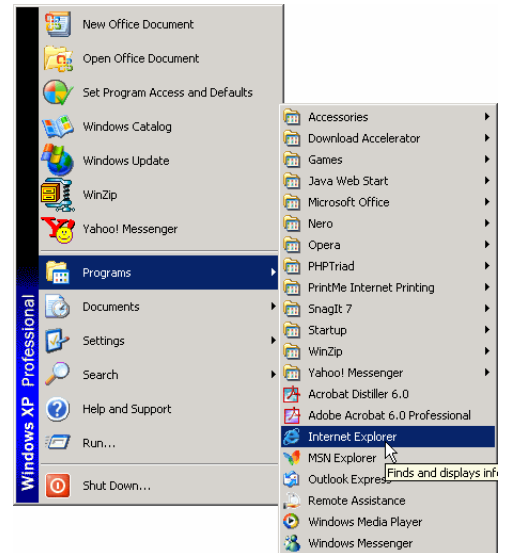 New Office Document
Open Office Document
Set Program Access and Defaults
Windows Catalog
Windows Update
WinZip
Yahoo! Messenger
Programs
Documents
Settings
Search
Help and Support
Run...
Shut Down...
Windows XP Professional
Accessories
Download Accelerator
Games
Java Web Start
Microsoft Office
Nero
Opera
PHPTriad
PrintMe Internet Printing
SnagIt 7
Startup
WinZip
Yahoo! Messenger
Acrobat Distiller 6.0
Adobe Acrobat 6.0 Professional
Internet Explorer
MSN Explorer
Finds and displays inf
Outlook Express
Remote Assistance
Windows Media Player
Windows Messenger